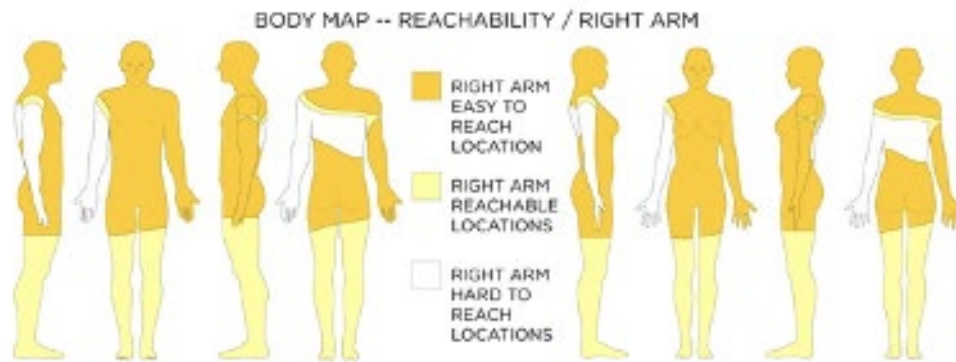 BODY MAP -- REACHABILITY / RIGHT ARM
RIGHT ARM
EASY TO
REACH
LOCATION
RIGHT ARM
REACHABLE
LOCATIONS
RIGHT ARM
HARD TO
REACH
LOCATIONS